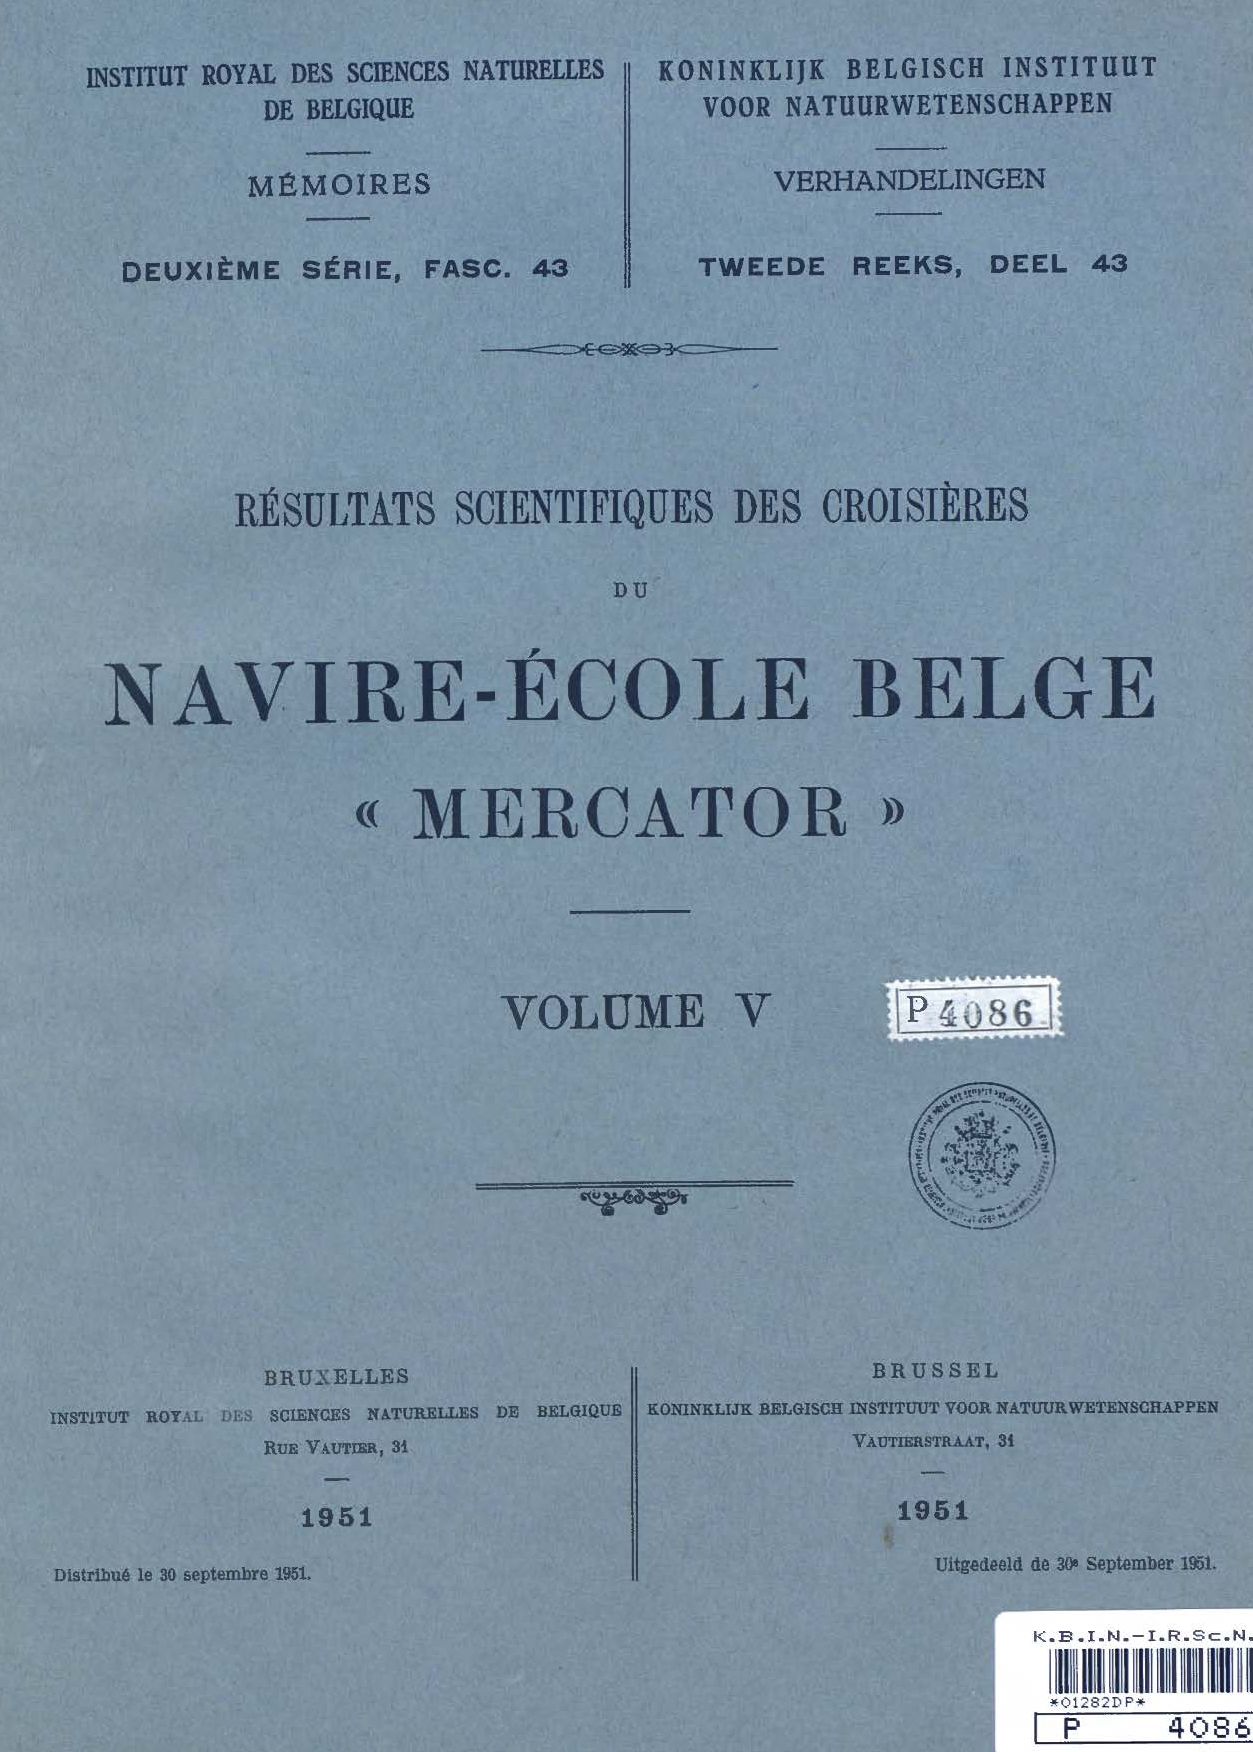 INSTITUT ROYAL DES SCIENCES NATURELLES
DE BELGIQUE
MÉMOIRES
DEUXIÈME SÉRIE, FASC. 43
KONINKLIJK BELGISCH INSTITUUT
VOOR NATUURWETENSCHAPPEN
VERHANDELINGEN
TWEEDE REEKS, DEEL 43
RÉSULTATS SCIENTIFIQUES DES CROISIÈRES
DU
NAVIRE-ÉCOLE BELGE
« MERCATOR »
VOLUME V
P 4086
BRUXELLES
INSTITUT ROYAL DES SCIENCES NATURELLES DE BELGIQUE
RUE VAUTIER, 31
1951
Distribué le 30 septembre 1951.
BRUSSEL
KONINKLIJK BELGISCH INSTITUUT VOOR NATUURWETENSCHAPPEN
VAUTIERSTRAAT, 31
1951
Uitgedeeld de 30e September 1951.
K.B.I.N.-I.R.Sc.N.
*01282DP*
P 4086